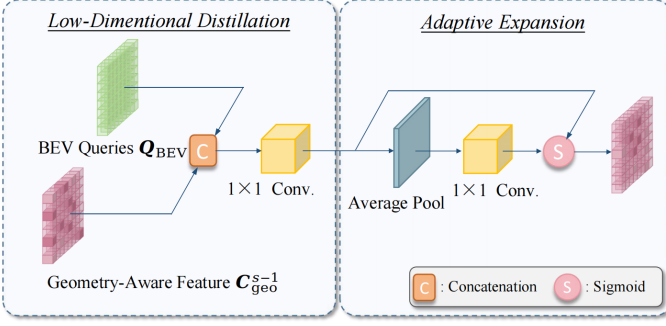 Low-Dimentional Distillation
Adaptive Expansion
BEV Queries Q_BEV
C
1×1 Conv.
Average Pool
1×1 Conv.
S
Geometry-Aware Feature C_geo^{s-1}
C : Concatenation
S : Sigmoid